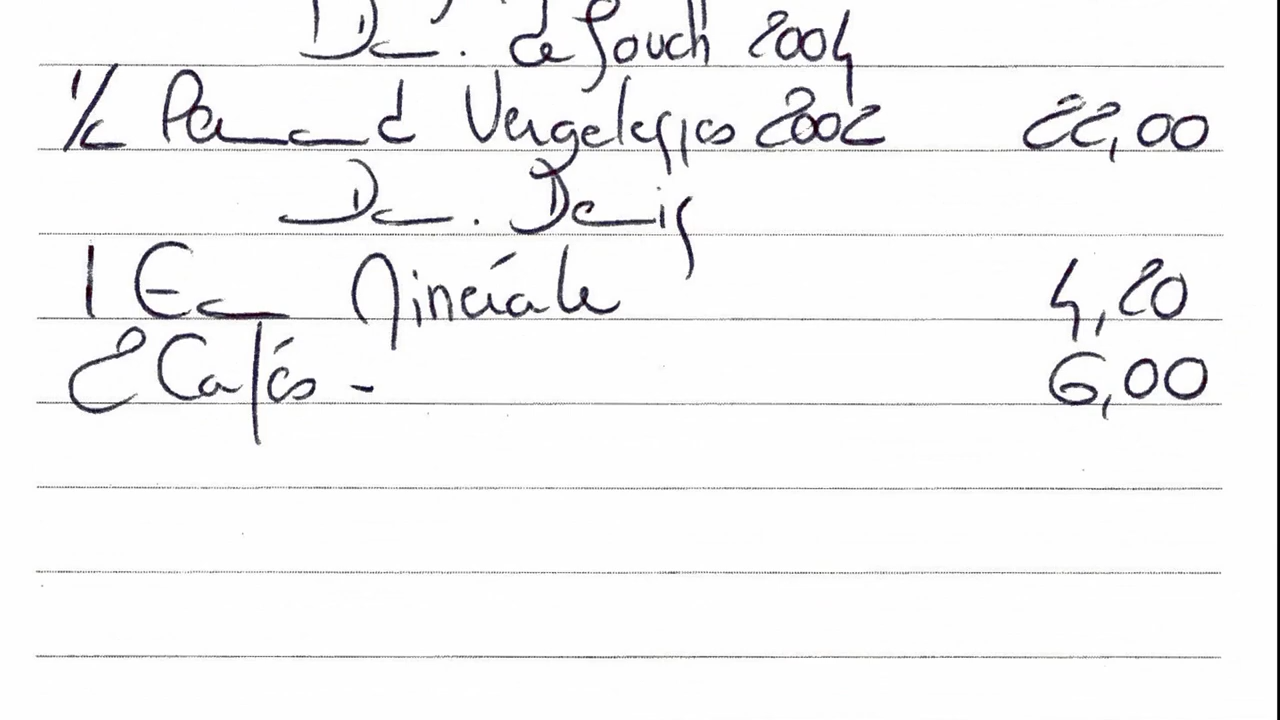 Dom. de Souch 2004
1/2 Pernand Vergelesses 2002 22,00
Dom. Denis
1 Eau Minérale 4,20
2 Cafés - 6,00